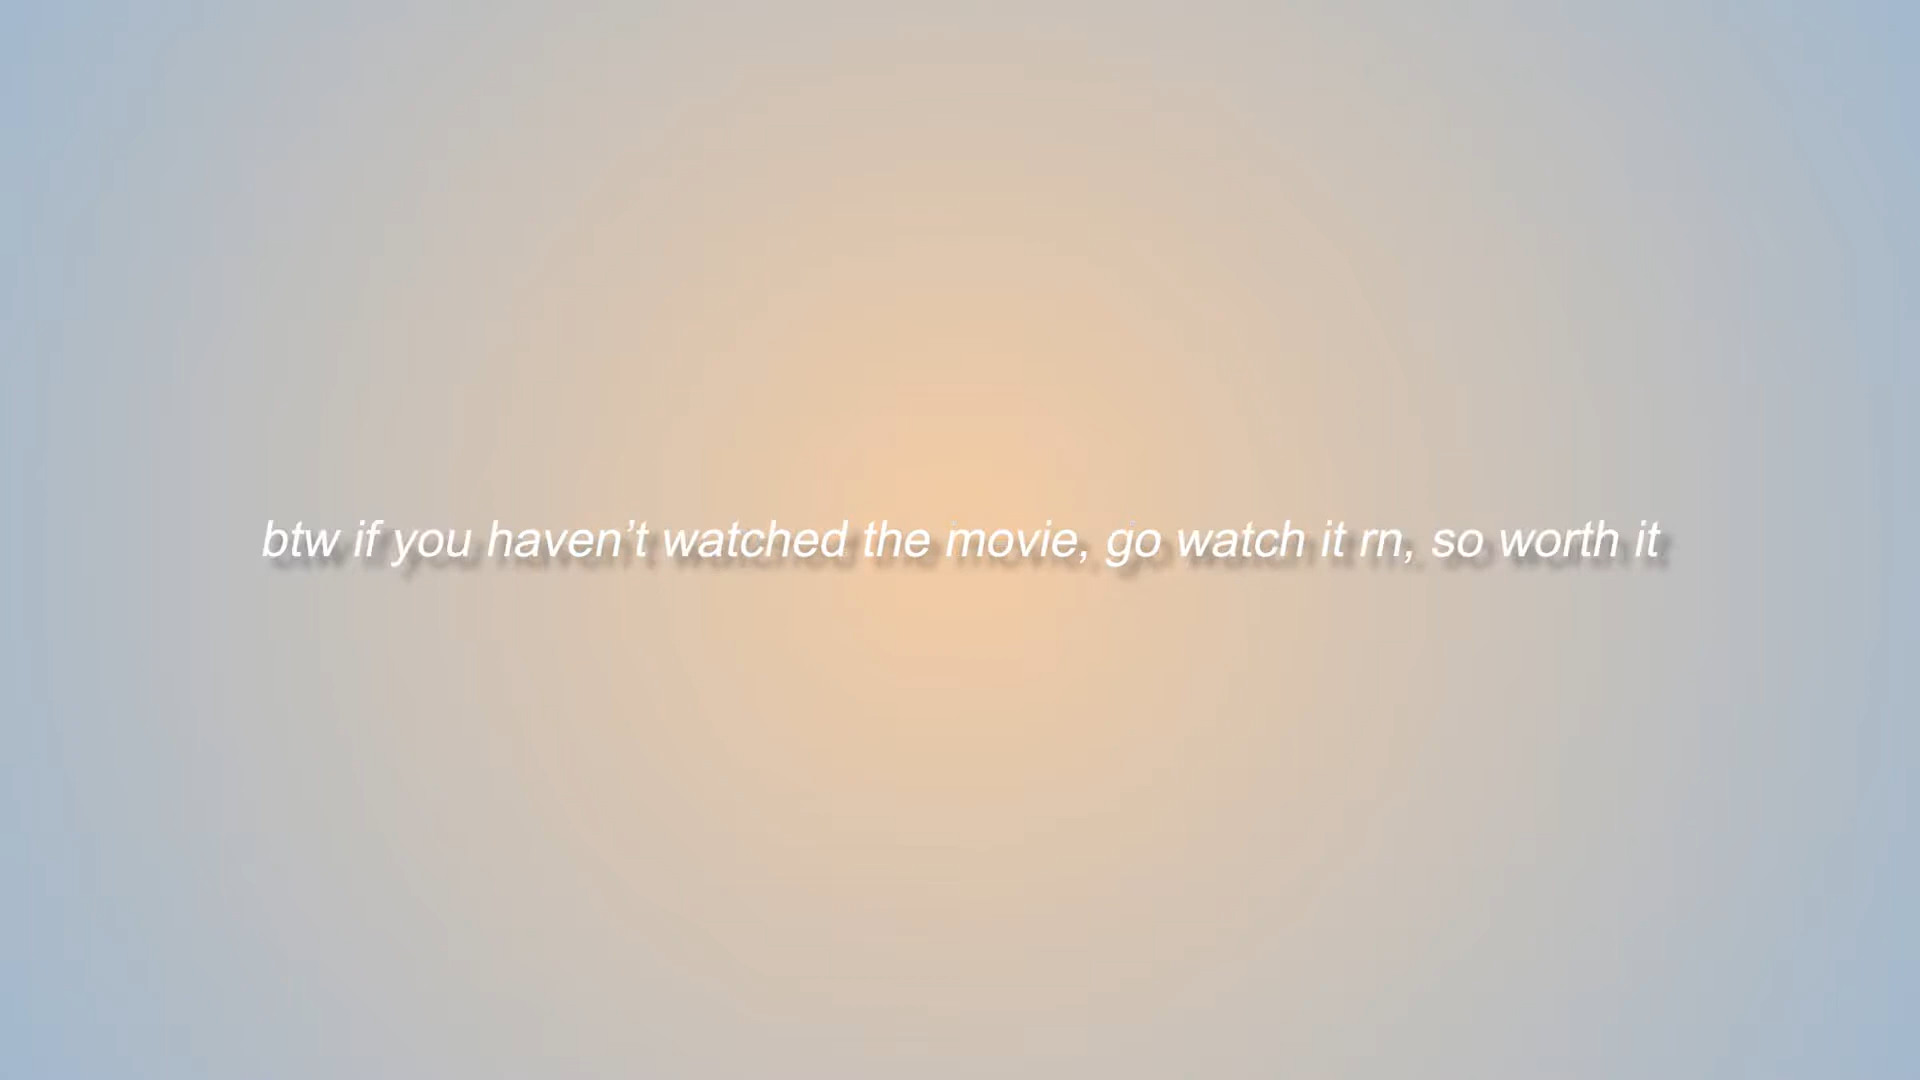 btw if you haven’t watched the movie, go watch it rn, so worth it